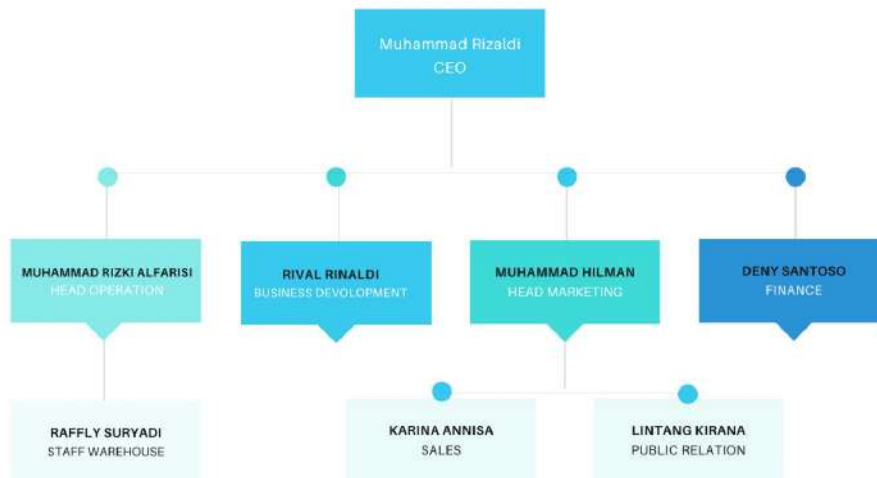 Muhammad Rizaldi
CEO
MUHAMMAD RIZKI ALFARISI
HEAD OPERATION
RIVAL RINALDI
BUSINESS DEVOLOPMENT
MUHAMMAD HILMAN
HEAD MARKETING
DENY SANTOSO
FINANCE
RAFFLY SURYADI
STAFF WAREHOUSE
KARINA ANNISA
SALES
LINTANG KIRANA
PUBLIC RELATION